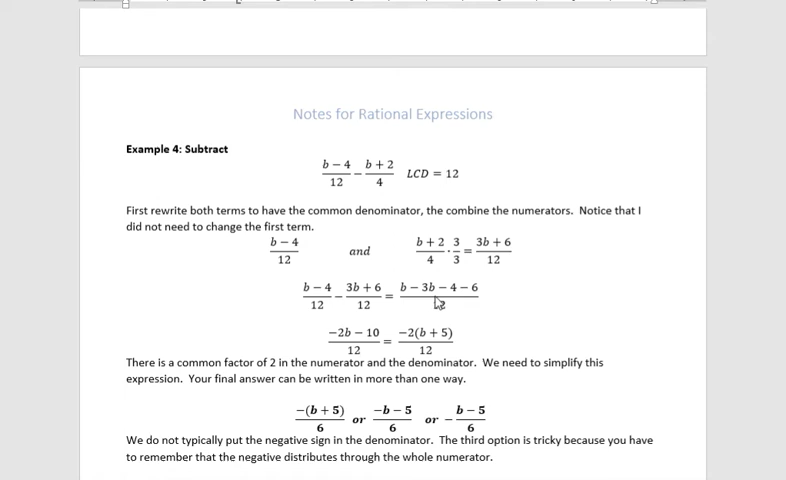 Notes for Rational Expressions
Example 4: Subtract
(b − 4)/12 − (b + 2)/4 LCD = 12
First rewrite both terms to have the common denominator, the combine the numerators. Notice that I
did not need to change the first term.
(b − 4)/12 and (b + 2)/4 · 3/3 = (3b + 6)/12
(b − 4)/12 − (3b + 6)/12 = (b − 3b − 4 − 6)/12
(−2b − 10)/12 = −2(b + 5)/12
There is a common factor of 2 in the numerator and the denominator. We need to simplify this
expression. Your final answer can be written in more than one way.
−(b + 5)/6 or (−b − 5)/6 or − (b − 5)/6
We do not typically put the negative sign in the denominator. The third option is tricky because you have
to remember that the negative distributes through the whole numerator.